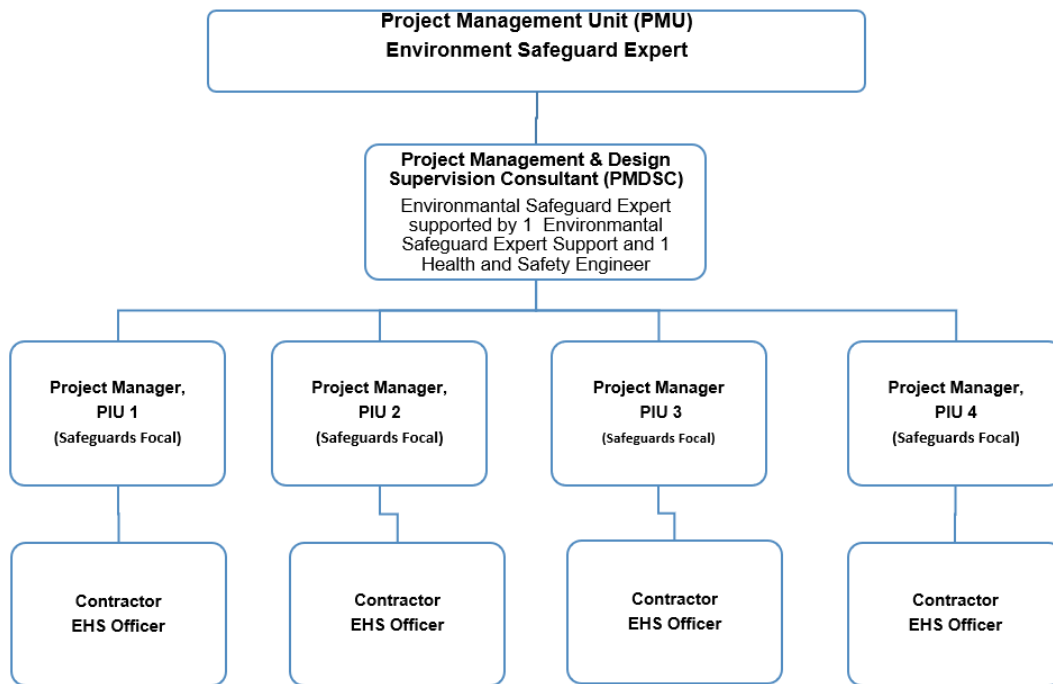 Project Management Unit (PMU)
Environment Safeguard Expert
Project Management & Design
Supervision Consultant (PMDSC)
Environmantal Safeguard Expert
supported by 1 Environmantal
Safeguard Expert Support and 1
Health and Safety Engineer
Project Manager,
PIU 1
(Safeguards Focal)
Project Manager,
PIU 2
(Safeguards Focal)
Project Manager
PIU 3
(Safeguards Focal)
Project Manager,
PIU 4
(Safeguards Focal)
Contractor
EHS Officer
Contractor
EHS Officer
Contractor
EHS Officer
Contractor
EHS Officer